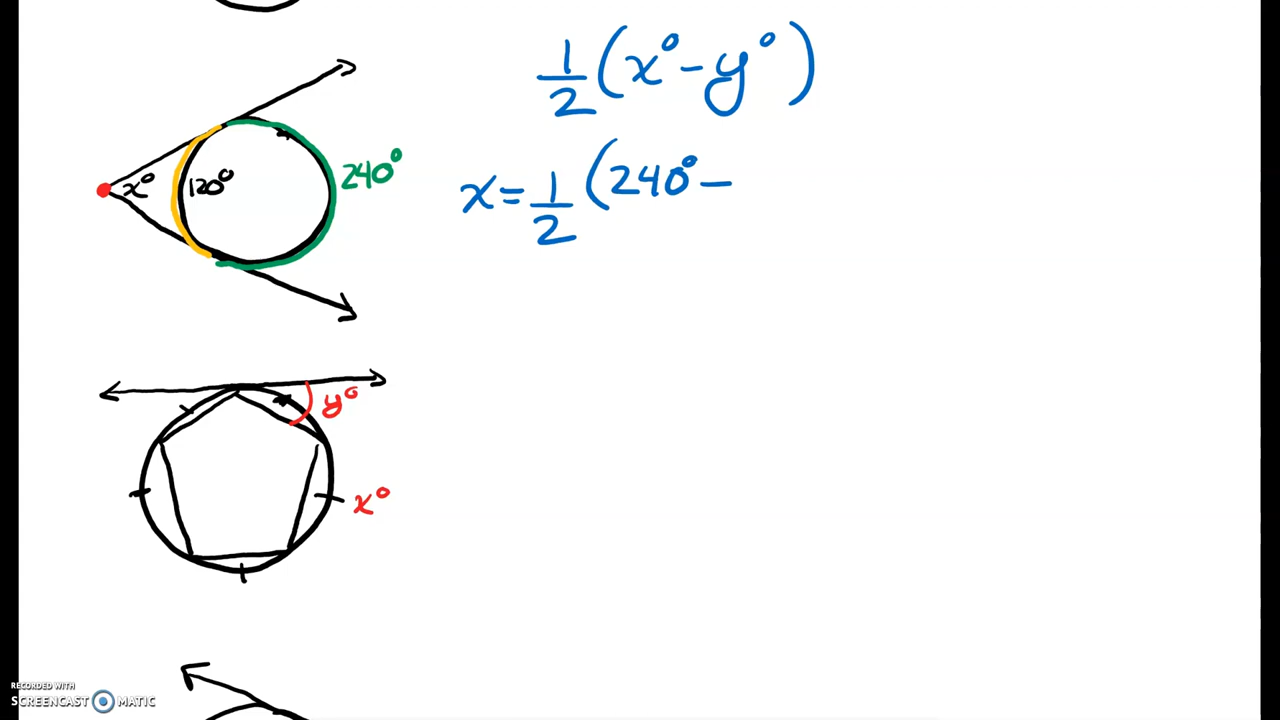 1/2 (x° - y°)
x° 120° 240°
x = 1/2 (240° -
y°
x°
RECORDED WITH
SCREENCAST MATIC